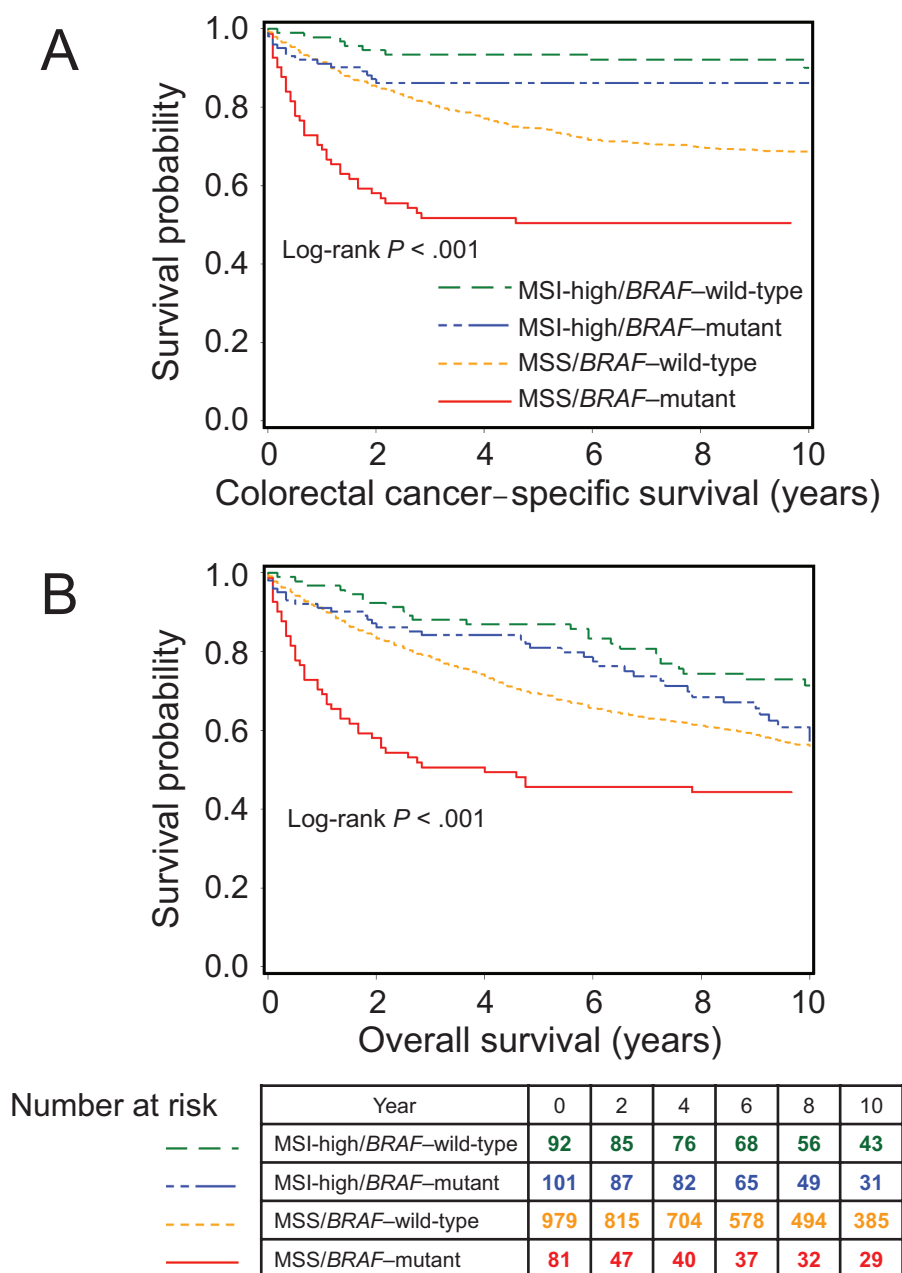 A
Survival probability
1.0
0.8
0.6
0.4
0.2
0.0
Log-rank P < .001
MSI-high/BRAF–wild-type
MSI-high/BRAF–mutant
MSS/BRAF–wild-type
MSS/BRAF–mutant
0 2 4 6 8 10
Colorectal cancer–specific survival (years)
B
Survival probability
1.0
0.8
0.6
0.4
0.2
0.0
Log-rank P < .001
0 2 4 6 8 10
Overall survival (years)
Number at risk
Year 0 2 4 6 8 10
MSI-high/BRAF–wild-type 92 85 76 68 56 43
MSI-high/BRAF–mutant 101 87 82 65 49 31
MSS/BRAF–wild-type 979 815 704 578 494 385
MSS/BRAF–mutant 81 47 40 37 32 29